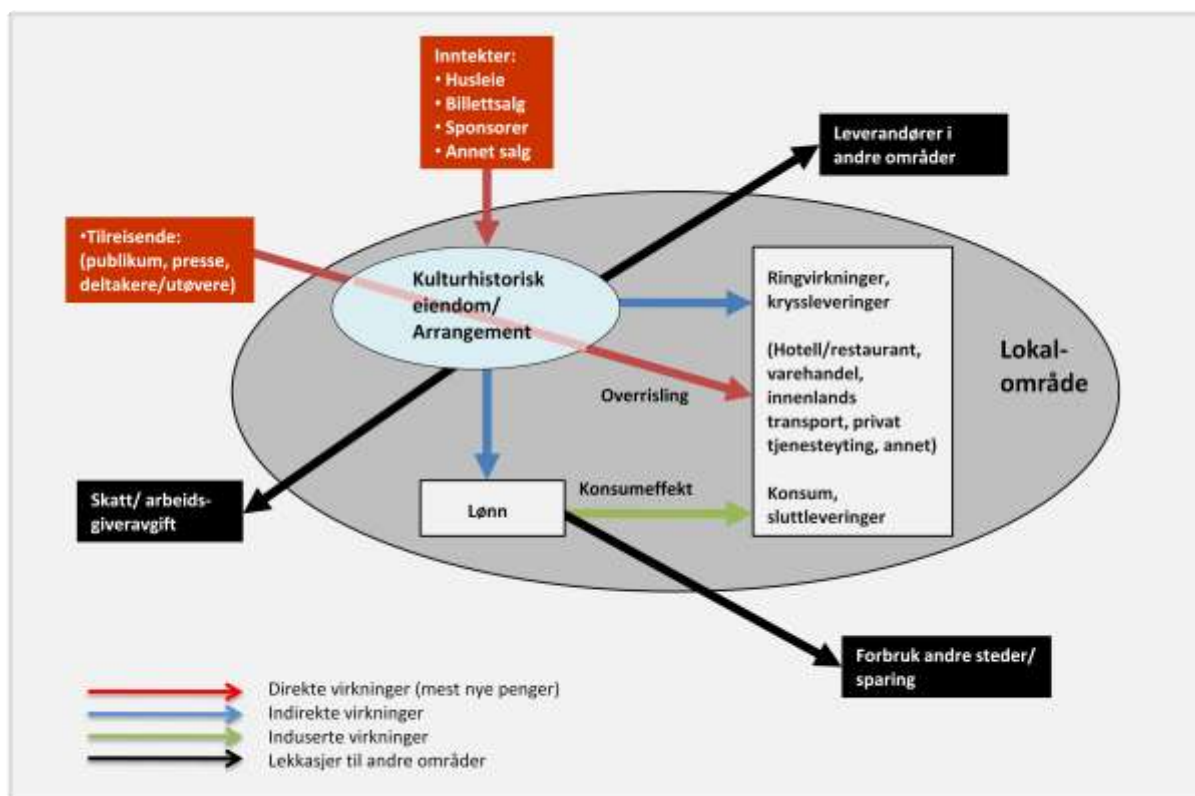 Inntekter:
• Husleie
• Billettsalg
• Sponsorer
• Annet salg
Leverandører i
andre områder
•Tilreisende:
(publikum, presse,
deltakere/utøvere)
Kulturhistorisk
eiendom/
Arrangement
Ringvirkninger,
kryssleveringer
(Hotell/restaurant,
varehandel,
innenlands
transport, privat
tjenesteyting, annet)
Konsum,
sluttleveringer
Lokal-
område
Overrisling
Skatt/ arbeids-
giveravgift
Lønn
Konsumeffekt
Forbruk andre steder/
sparing
Direkte virkninger (mest nye penger)
Indirekte virkninger
Induserte virkninger
Lekkasjer til andre områder